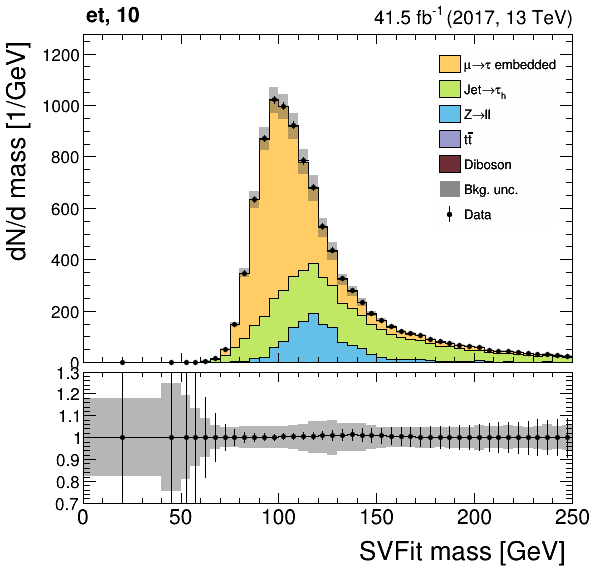 et, 10
41.5 fb⁻¹ (2017, 13 TeV)
dN/d mass [1/GeV]
1000
800
600
400
200
0
μ→τ embedded
Jet→τₕ
Z→ll
tt̄
Diboson
Bkg. unc.
Data
1.3
1.2
1.1
1
0.9
0.8
0.7
0 50 100 150 200 250
SVFit mass [GeV]